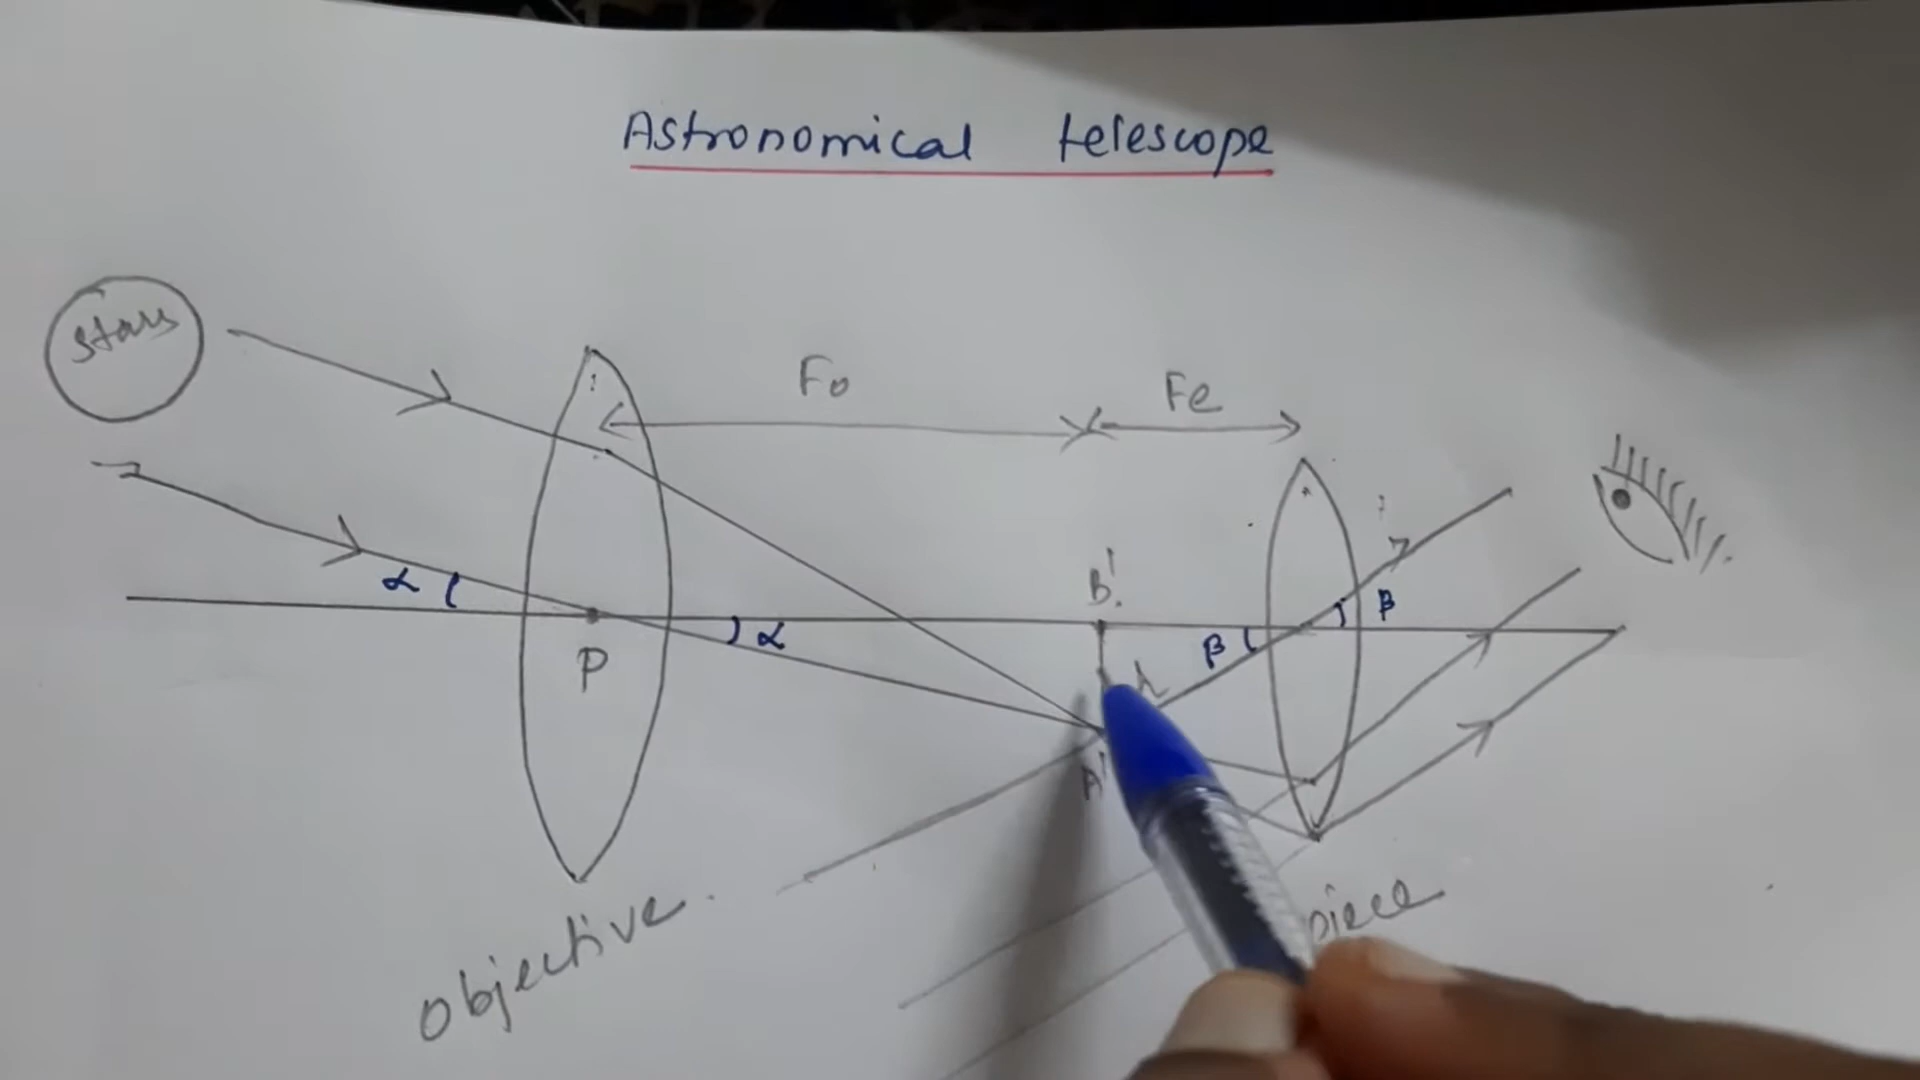 Astronomical telescope
stars
Fo
Fe
B'
α
α
β
β
P
h
A'
objective.
piece